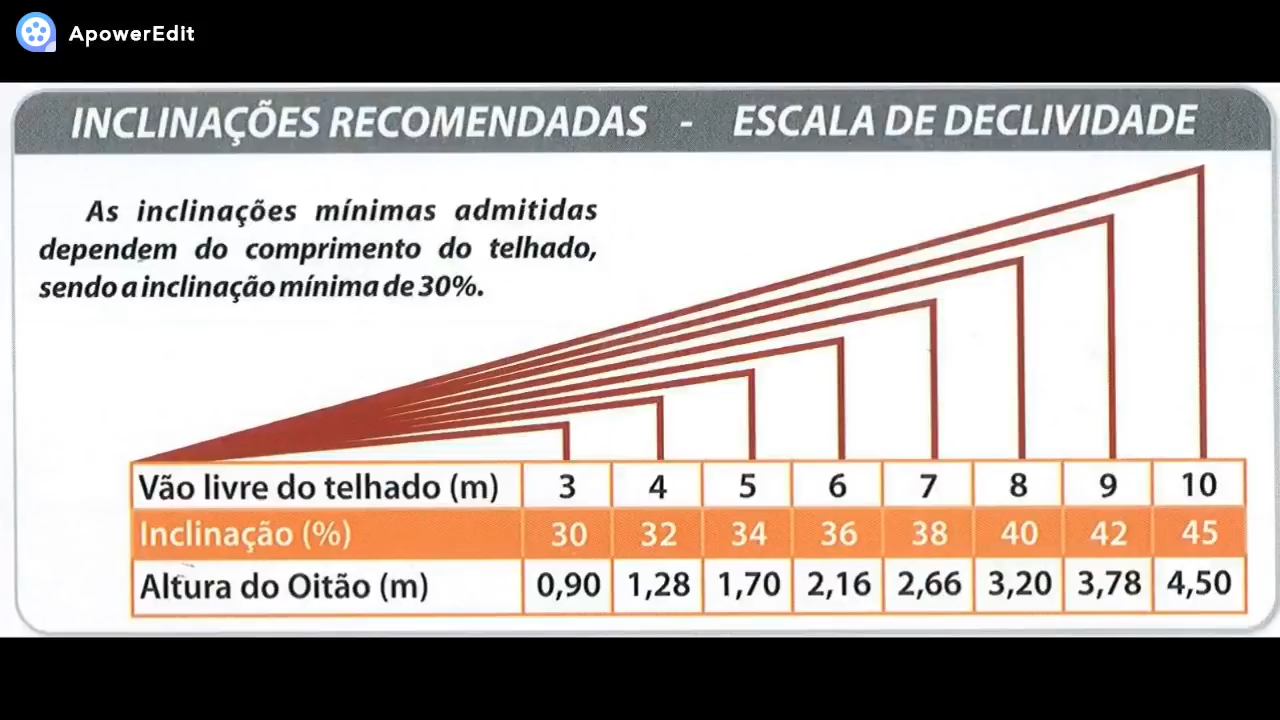 ApowerEdit
INCLINAÇÕES RECOMENDADAS - ESCALA DE DECLIVIDADE
As inclinações mínimas admitidas
dependem do comprimento do telhado,
sendo a inclinação mínima de 30%.
Vão livre do telhado (m) 3 4 5 6 7 8 9 10
Inclinação (%) 30 32 34 36 38 40 42 45
Altura do Oitão (m) 0,90 1,28 1,70 2,16 2,66 3,20 3,78 4,50